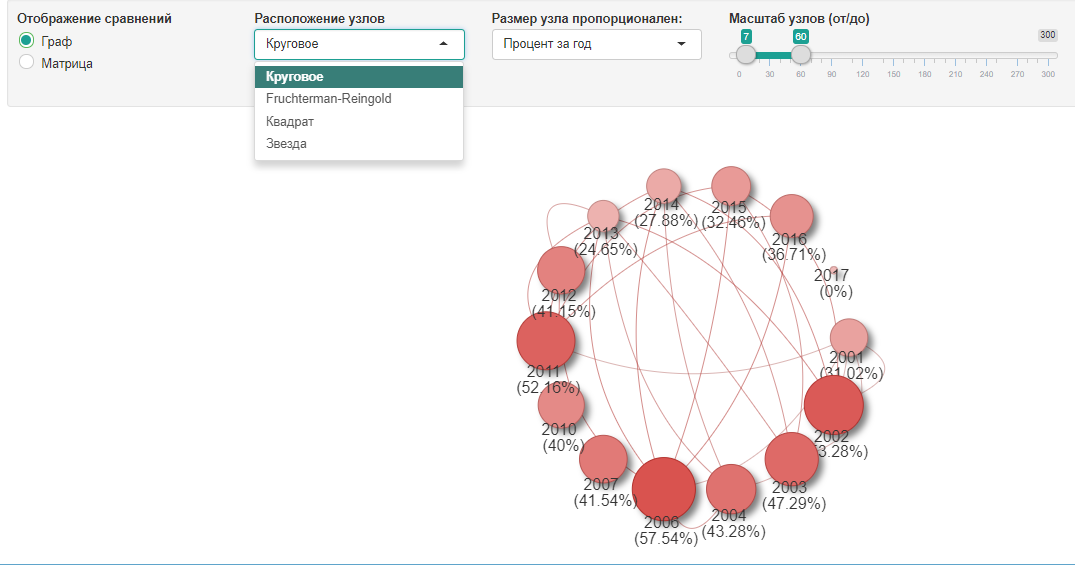 Отображение сравнений
Граф
Матрица
Расположение узлов
Круговое
Круговое
Fruchterman-Reingold
Квадрат
Звезда
Размер узла пропорционален:
Процент за год
Масштаб узлов (от/до)
7 60 300
0 30 60 90 120 150 180 210 240 270 300
2014
(27.88%)
2015
(32.46%)
2016
(36.71%)
2013
(24.65%)
2017
(0%)
2012
(41.15%)
2001
(31.02%)
2011
(52.16%)
2010
(40%)
2002
3.28%)
2007
(41.54%)
2003
(47.29%)
2006
(57.54%)
2004
(43.28%)